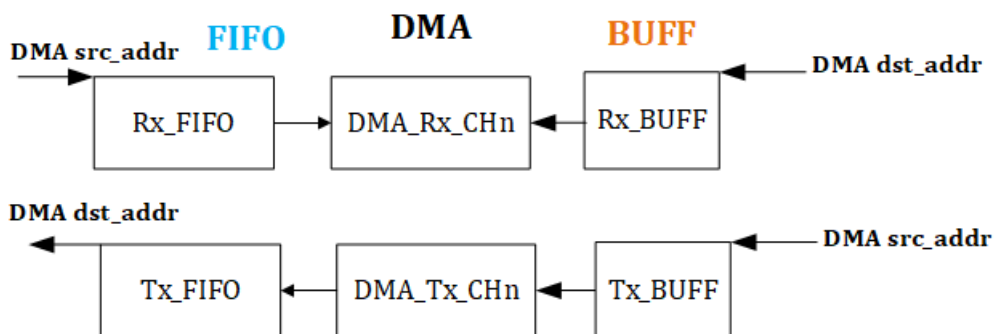 FIFO DMA BUFF
DMA src_addr DMA dst_addr
Rx_FIFO DMA_Rx_CHn Rx_BUFF
DMA dst_addr DMA src_addr
Tx_FIFO DMA_Tx_CHn Tx_BUFF